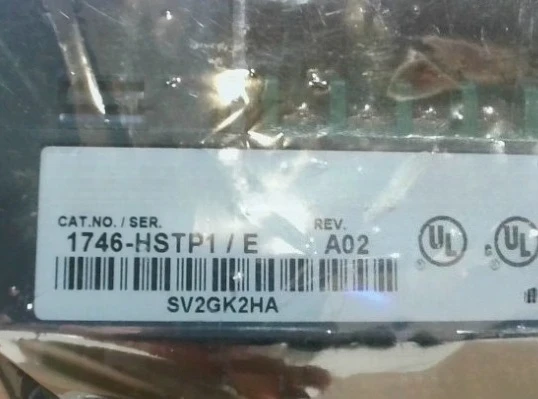 CAT.NO. / SER. REV.
1746-HSTP1 / E A02
UL UL
SV2GK2HA